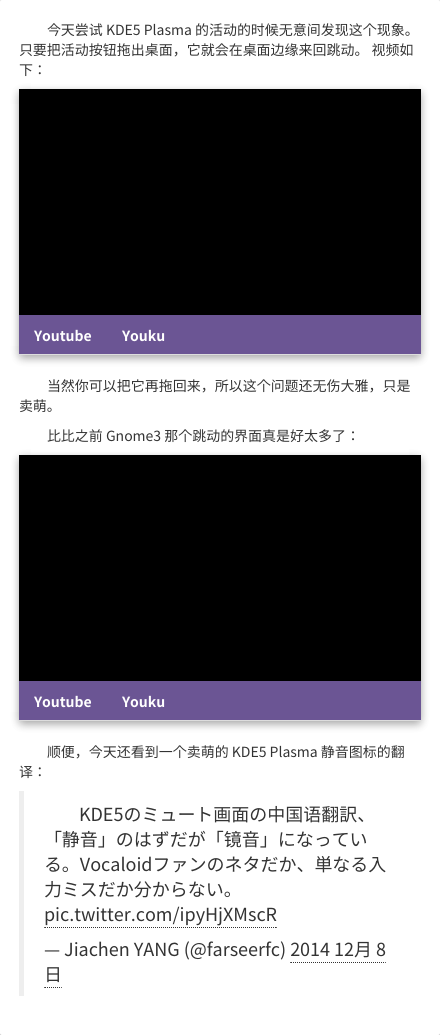 今天尝试 KDE5 Plasma 的活动的时候无意间发现这个现象。
只要把活动按钮拖出桌面，它就会在桌面边缘来回跳动。 视频如
下：
Youtube Youku
当然你可以把它再拖回来，所以这个问题还无伤大雅，只是
卖萌。
比比之前 Gnome3 那个跳动的界面真是好太多了：
Youtube Youku
顺便，今天还看到一个卖萌的 KDE5 Plasma 静音图标的翻
译：
KDE5のミュート画面の中国语翻訳、
「静音」のはずだが「镜音」になってい
る。Vocaloidファンのネタだか、単なる入
力ミスだか分からない。
pic.twitter.com/ipyHjXMscR
— Jiachen YANG (@farseerfc) 2014 12月 8
日